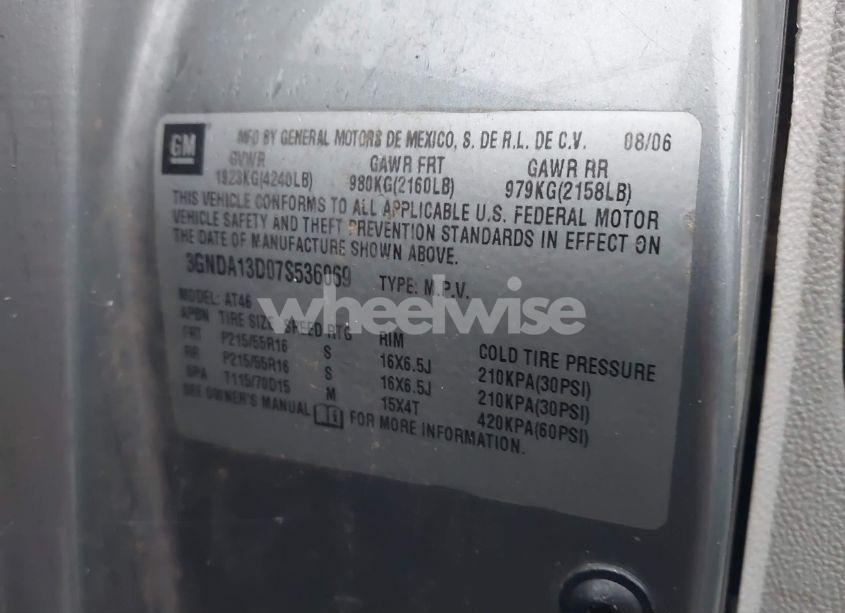 GM
MFD BY GENERAL MOTORS DE MEXICO, S. DE R.L. DE C.V. 08/06
GVWR GAWR FRT GAWR RR
1923KG(4240LB) 980KG(2160LB) 979KG(2158LB)
THIS VEHICLE CONFORMS TO ALL APPLICABLE U.S. FEDERAL MOTOR
VEHICLE SAFETY AND THEFT PREVENTION STANDARDS IN EFFECT ON
THE DATE OF MANUFACTURE SHOWN ABOVE.
3GNDA13D07S536069 TYPE: M.P.V.
MODEL: AT46
wheelwise
TIRE SIZE SPEED RTG RIM COLD TIRE PRESSURE
FRT P215/55R16 S 16X6.5J 210KPA(30PSI)
RR P215/55R16 S 16X6.5J 210KPA(30PSI)
SPA T115/70D15 M 15X4T 420KPA(60PSI)
SEE OWNER'S MANUAL FOR MORE INFORMATION.